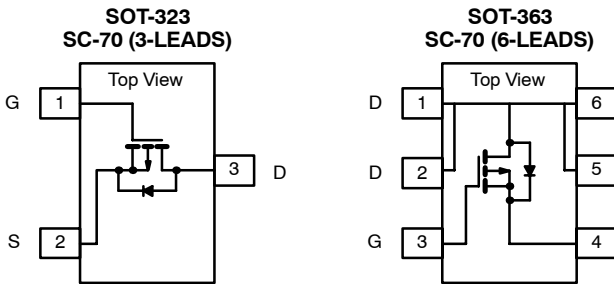 SOT-323
SC-70 (3-LEADS)
Top View
G 1
3 D
S 2
SOT-363
SC-70 (6-LEADS)
Top View
D 1 6
D 2 5
G 3 4